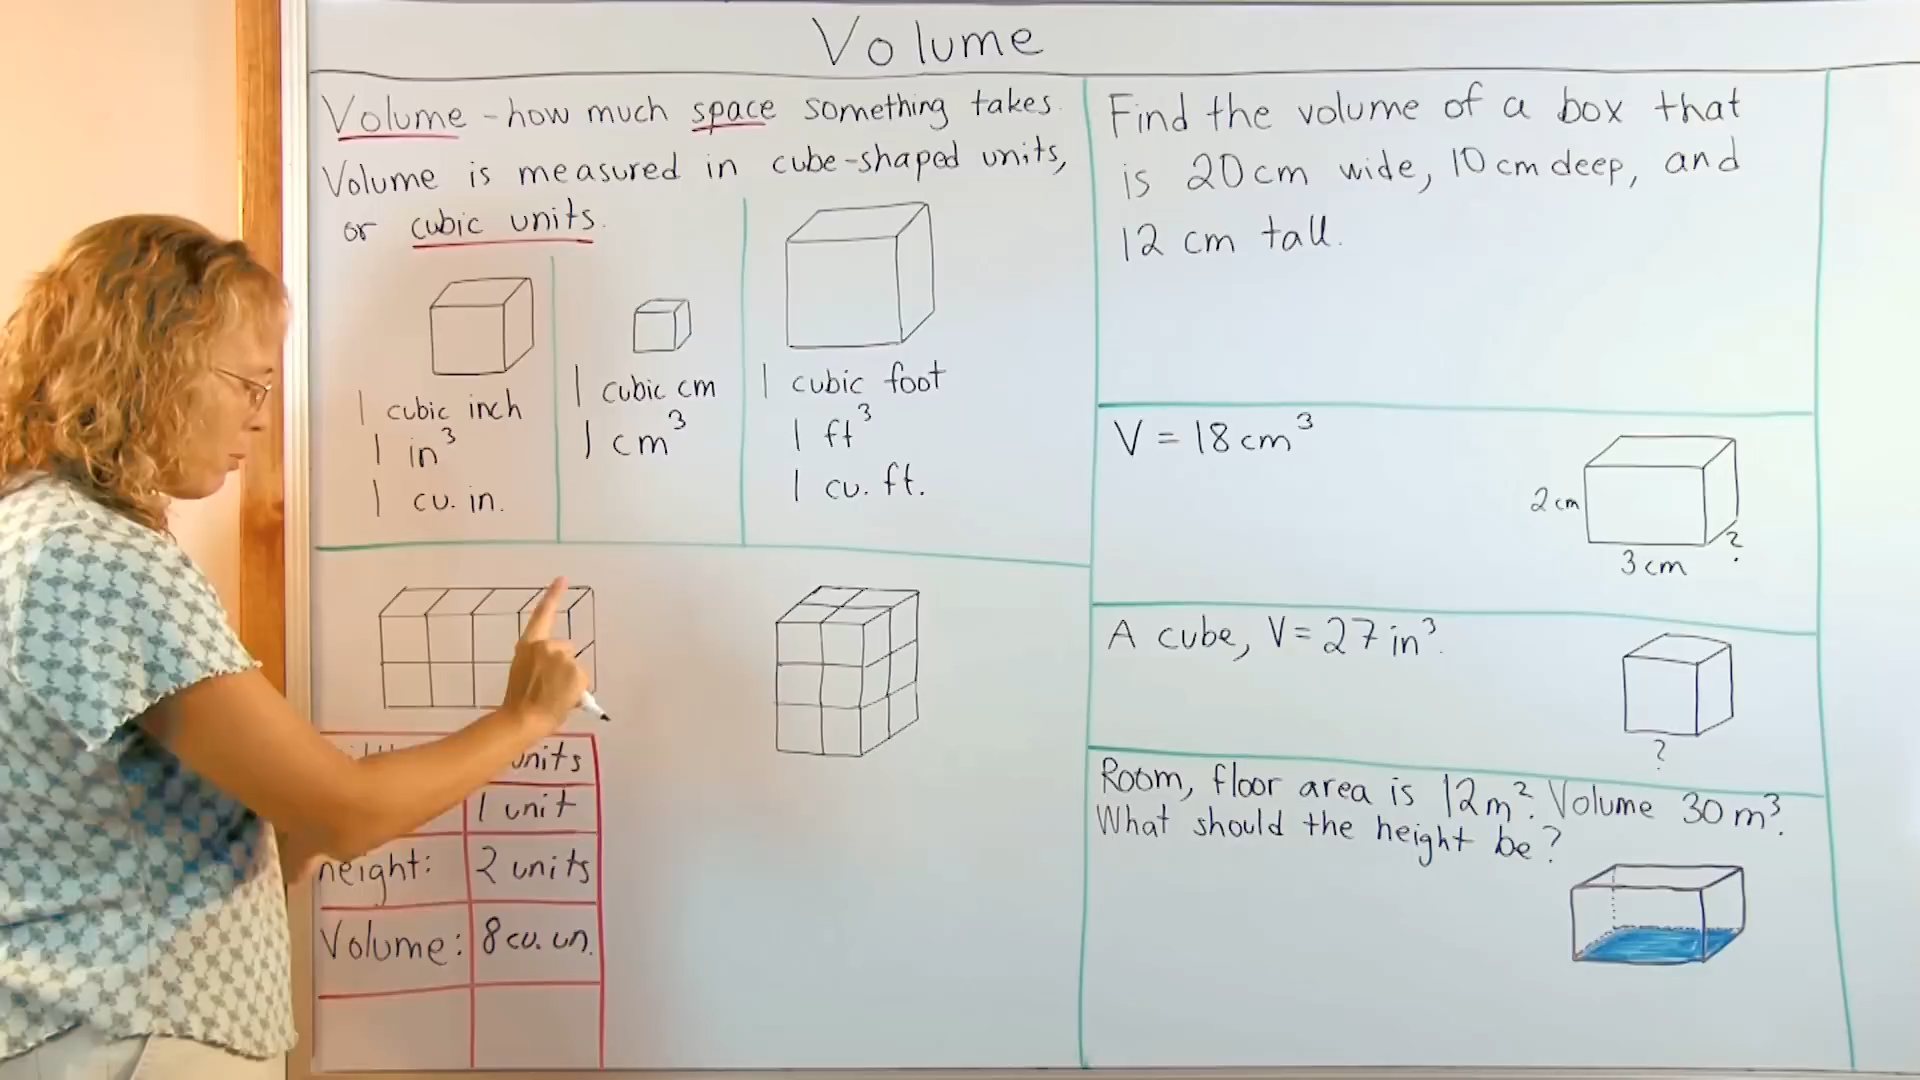 Volume
Volume - how much space something takes.
Volume is measured in cube-shaped units,
or cubic units.
1 cubic inch
1 in³
1 cu. in.
1 cubic cm
1 cm³
1 cubic foot
1 ft³
1 cu. ft.
units
1 unit
height: 2 units
Volume: 8 cu. un.
Find the volume of a box that
is 20 cm wide, 10 cm deep, and
12 cm tall.
V = 18 cm³
2 cm
3 cm
?
A cube, V = 27 in³.
?
Room, floor area is 12 m². Volume 30 m³.
What should the height be?